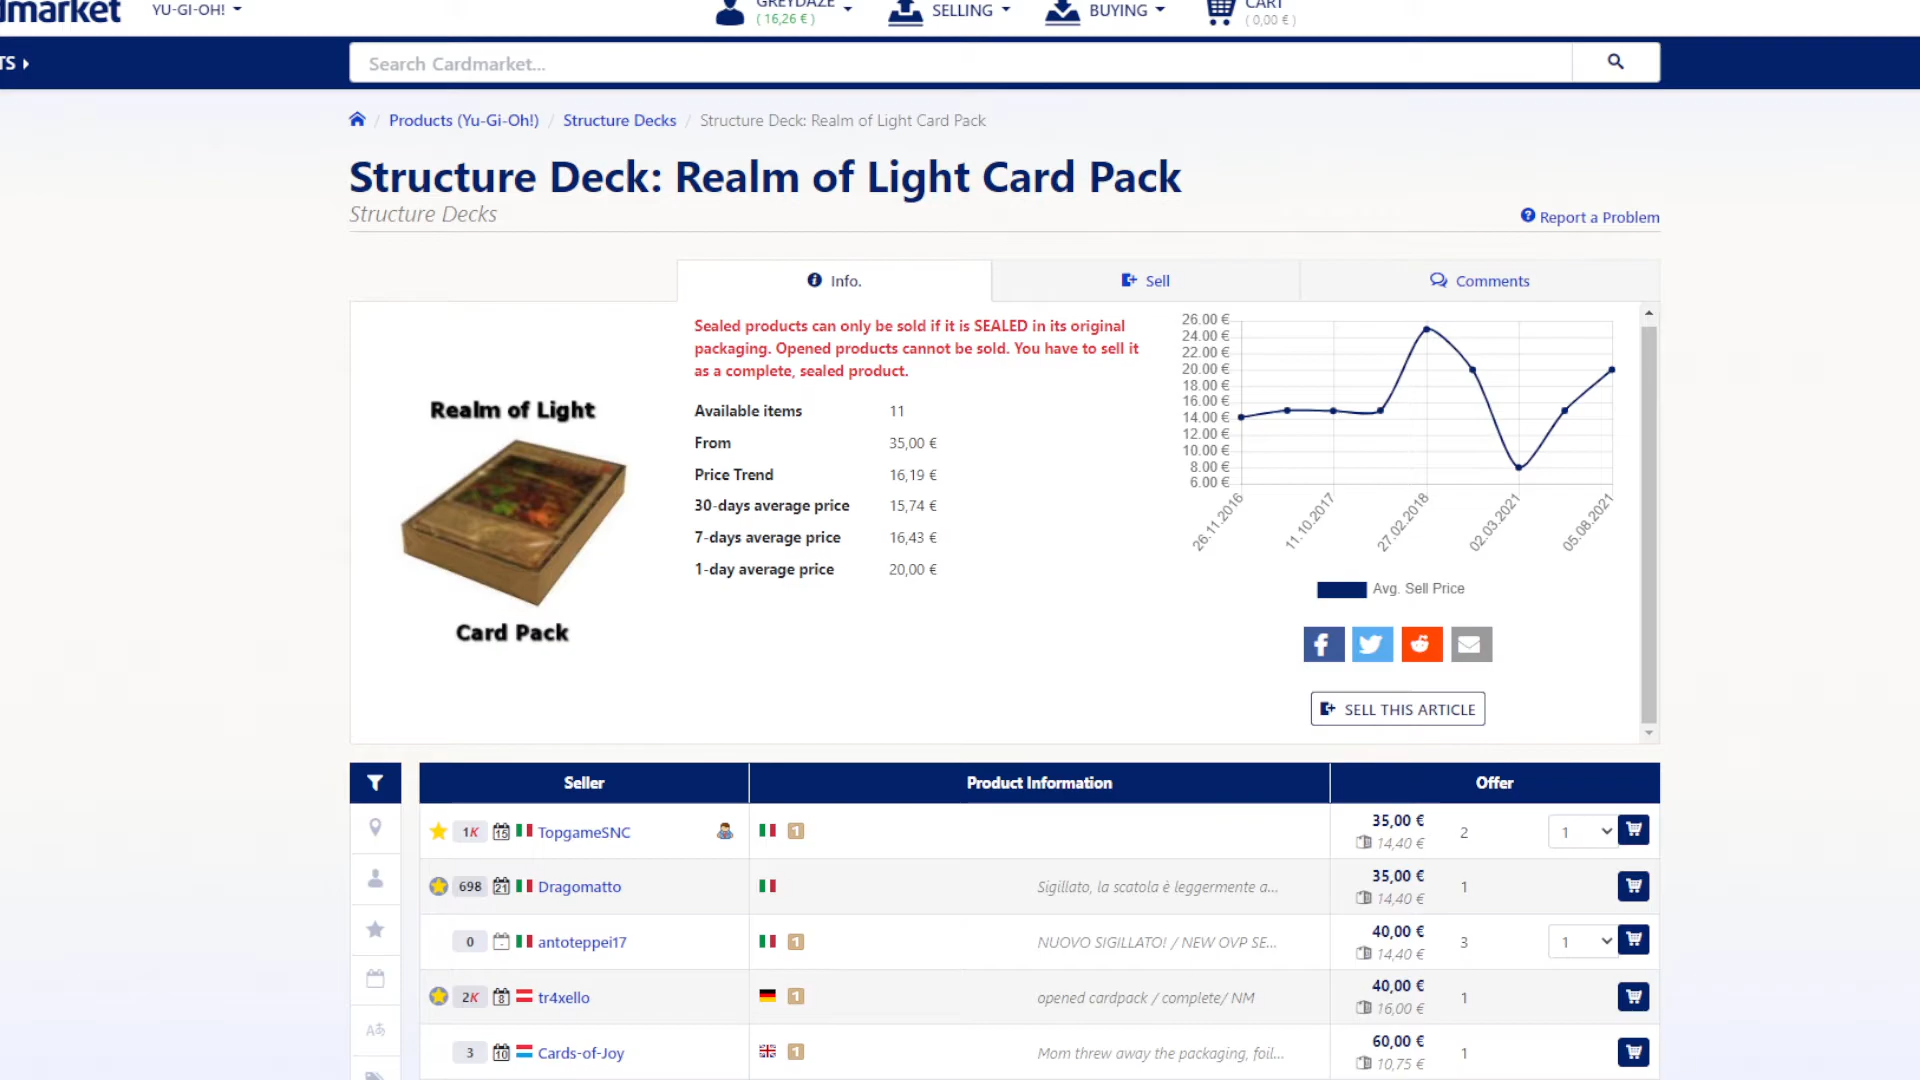 market
YU-GI-OH!
GREYDAZE
( 16,26 € )
SELLING
BUYING
CART
( 0,00 € )
TS
Search Cardmarket...
/ Products (Yu-Gi-Oh!) / Structure Decks / Structure Deck: Realm of Light Card Pack
Structure Deck: Realm of Light Card Pack
Structure Decks
Report a Problem
Info.
Sell
Comments
Realm of Light
Card Pack
Sealed products can only be sold if it is SEALED in its original
packaging. Opened products cannot be sold. You have to sell it
as a complete, sealed product.
Available items 11
From 35,00 €
Price Trend 16,19 €
30-days average price 15,74 €
7-days average price 16,43 €
1-day average price 20,00 €
26.00 €
24.00 €
22.00 €
20.00 €
18.00 €
16.00 €
14.00 €
12.00 €
10.00 €
8.00 €
6.00 €
26.11.2016
11.10.2017
27.02.2018
02.03.2021
05.08.2021
Avg. Sell Price
SELL THIS ARTICLE
Seller Product Information Offer
1K 15 TopgameSNC 1 35,00 € 2 1
14,40 €
698 21 Dragomatto Sigillato, la scatola è leggermente a... 35,00 € 1
14,40 €
0 antoteppei17 1 NUOVO SIGILLATO! / NEW OVP SE... 40,00 € 3 1
14,40 €
2K 8 tr4xello 1 opened cardpack / complete/ NM 40,00 € 1
16,00 €
3 10 Cards-of-Joy 1 Mom threw away the packaging, foil... 60,00 € 1
10,75 €